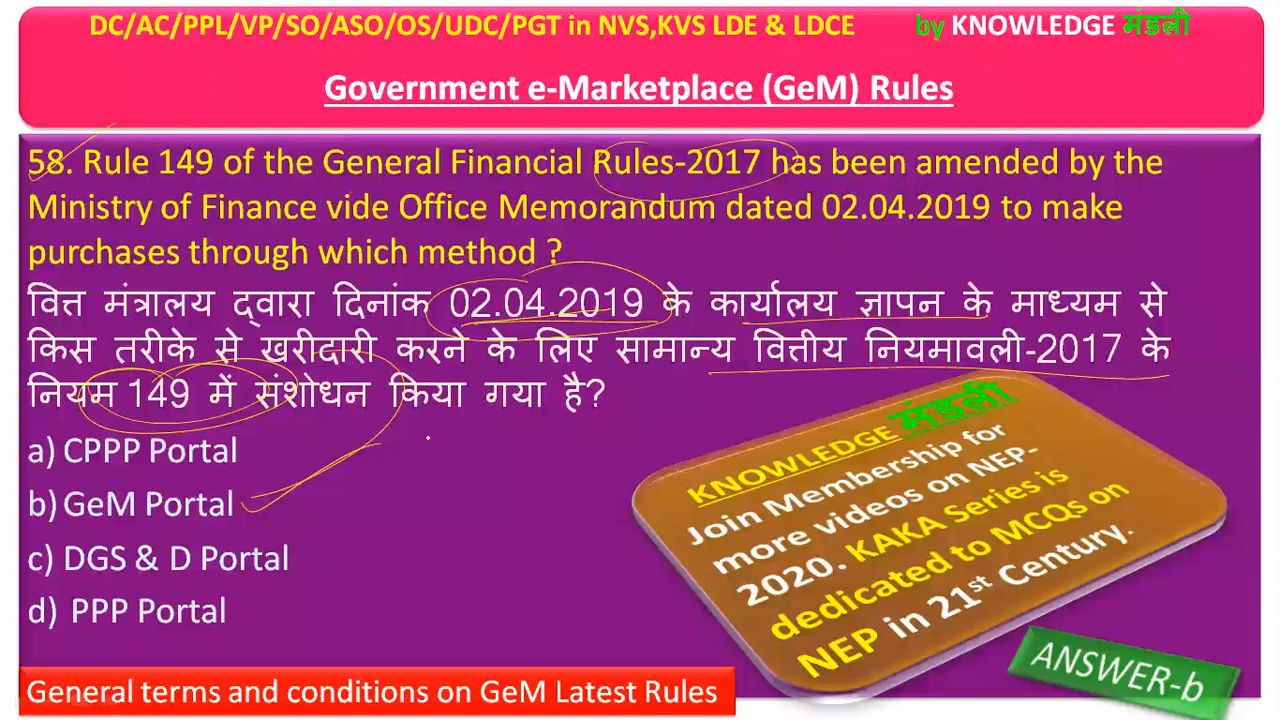 DC/AC/PPL/VP/SO/ASO/OS/UDC/PGT in NVS,KVS LDE & LDCE by KNOWLEDGE मंडली
Government e-Marketplace (GeM) Rules
58. Rule 149 of the General Financial Rules-2017 has been amended by the
Ministry of Finance vide Office Memorandum dated 02.04.2019 to make
purchases through which method ?
वित्त मंत्रालय द्वारा दिनांक 02.04.2019 के कार्यालय ज्ञापन के माध्यम से
किस तरीके से खरीदारी करने के लिए सामान्य वित्तीय नियमावली-2017 के
नियम 149 में संशोधन किया गया है?
a) CPPP Portal
b) GeM Portal
c) DGS & D Portal
d) PPP Portal
KNOWLEDGE मंडली
Join Membership for
more videos on NEP-
2020. KAKA Series is
dedicated to MCQs on
NEP in 21st Century.
ANSWER-b
General terms and conditions on GeM Latest Rules